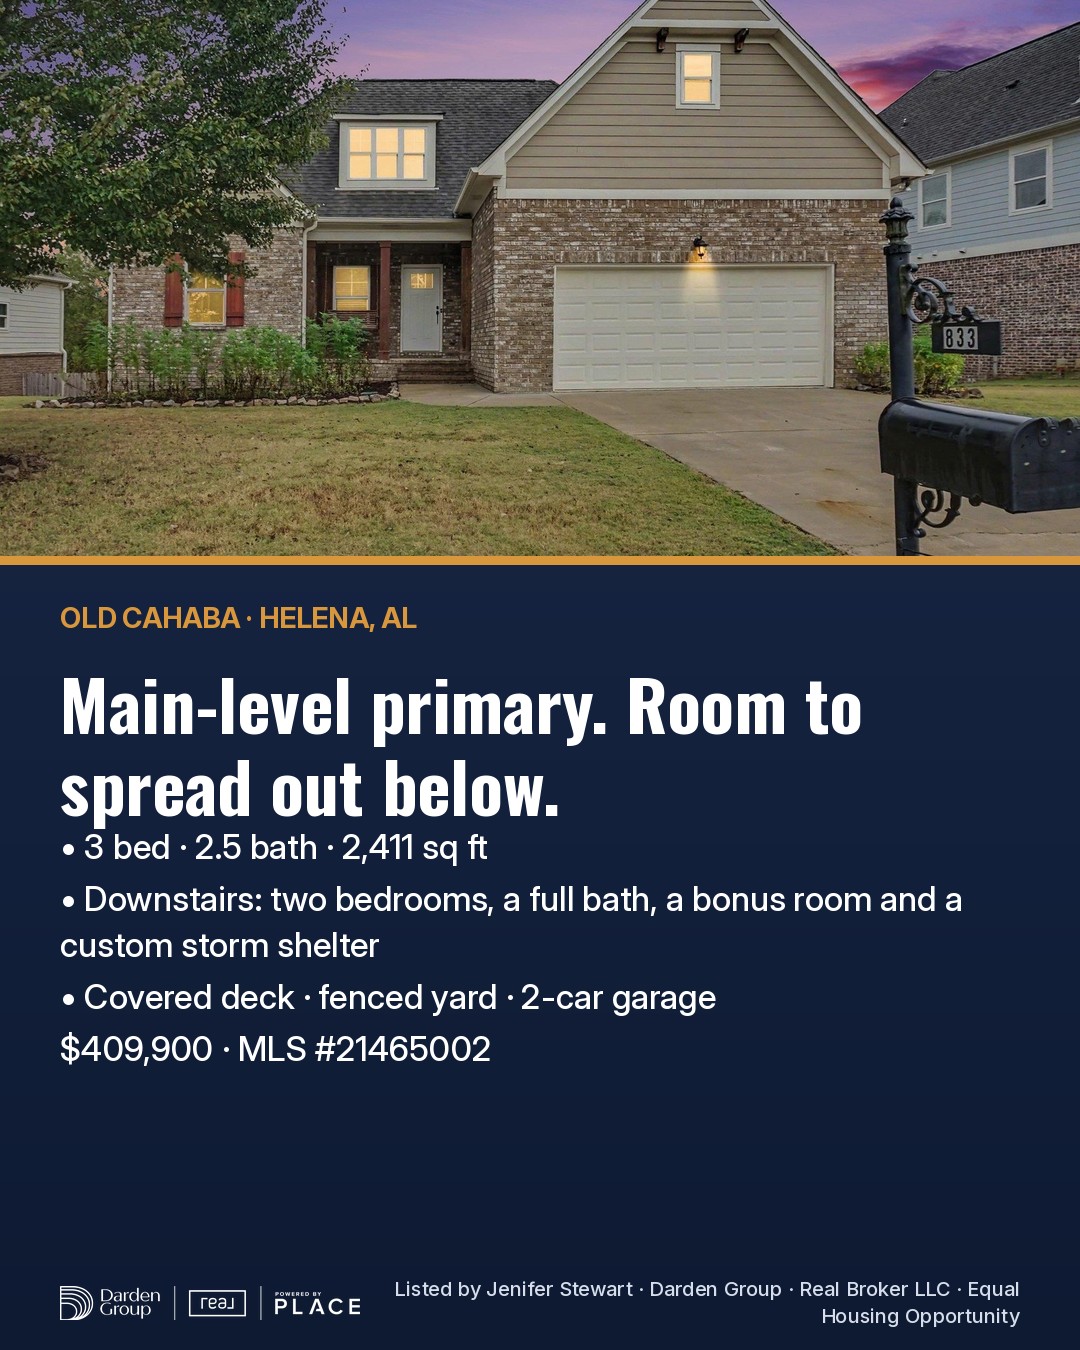 833
OLD CAHABA · HELENA, AL
Main-level primary. Room to
spread out below.
• 3 bed · 2.5 bath · 2,411 sq ft
• Downstairs: two bedrooms, a full bath, a bonus room and a
custom storm shelter
• Covered deck · fenced yard · 2-car garage
$409,900 · MLS #21465002
Darden
Group
real
POWERED BY
PLACE
Listed by Jenifer Stewart · Darden Group · Real Broker LLC · Equal
Housing Opportunity